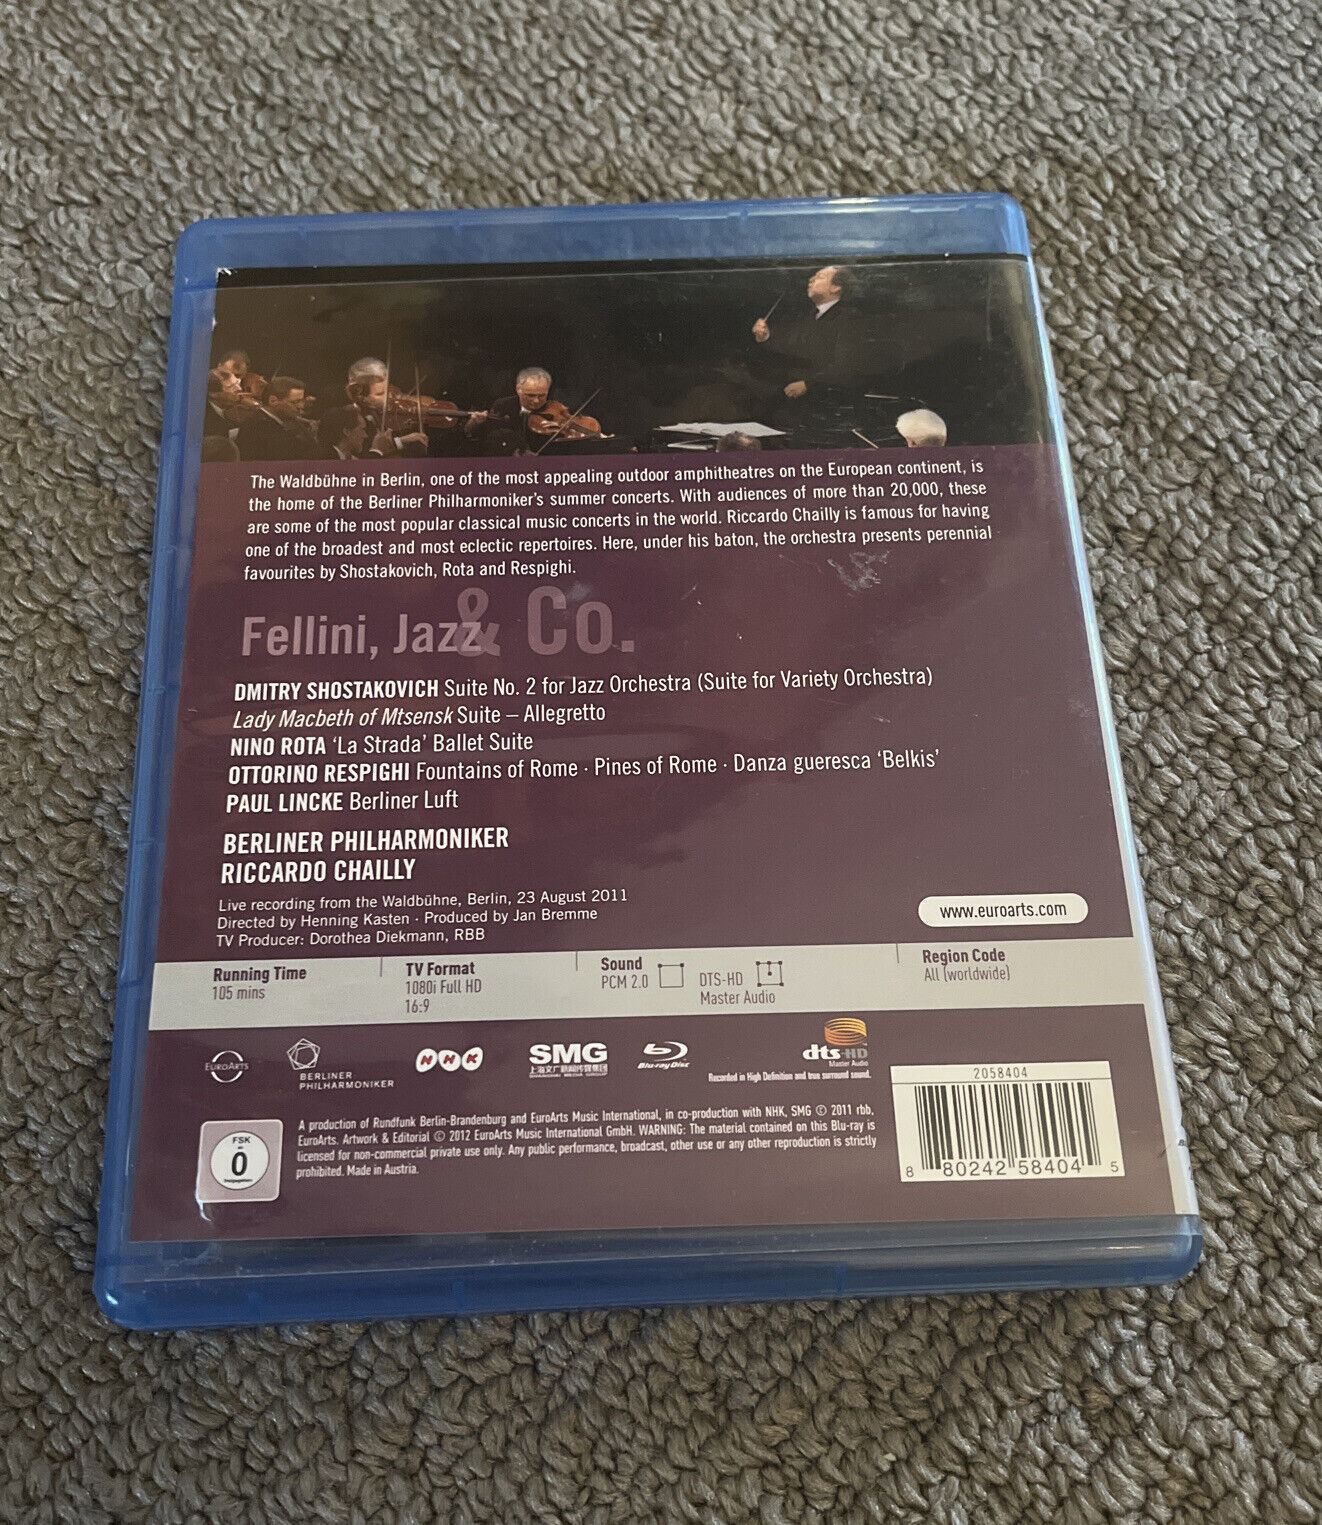 The Waldbühne in Berlin, one of the most appealing outdoor amphitheatres on the European continent, is
the home of the Berliner Philharmoniker's summer concerts. With audiences of more than 20,000, these
are some of the most popular classical music concerts in the world. Riccardo Chailly is famous for having
one of the broadest and most eclectic repertoires. Here, under his baton, the orchestra presents perennial
favourites by Shostakovich, Rota and Respighi.
Fellini, Jazz & Co.
DMITRY SHOSTAKOVICH Suite No. 2 for Jazz Orchestra (Suite for Variety Orchestra)
Lady Macbeth of Mtsensk Suite – Allegretto
NINO ROTA 'La Strada' Ballet Suite
OTTORINO RESPIGHI Fountains of Rome · Pines of Rome · Danza gueresca 'Belkis'
PAUL LINCKE Berliner Luft
BERLINER PHILHARMONIKER
RICCARDO CHAILLY
Live recording from the Waldbühne, Berlin, 23 August 2011
Directed by Henning Kasten · Produced by Jan Bremme
TV Producer: Dorothea Diekmann, RBB
www.euroarts.com
Running Time
105 mins
TV Format
1080i Full HD
16:9
Sound
PCM 2.0
DTS-HD
Master Audio
Region Code
All (worldwide)
EUROARTS
BERLINER
PHILHARMONIKER
NHK
SMG
上海文广新闻传媒集团
SHANGHAI MEDIA GROUP
Blu-ray Disc
dts-HD
Master Audio
Recorded in High Definition and true surround sound.
A production of Rundfunk Berlin-Brandenburg and EuroArts Music International, in co-production with NHK, SMG © 2011 rbb,
EuroArts. Artwork & Editorial © 2012 EuroArts Music International GmbH. WARNING: The material contained on this Blu-ray is
licensed for non-commercial private use only. Any public performance, broadcast, other use or any other reproduction is strictly
prohibited. Made in Austria.
FSK
0
2058404
8 80242 58404 5